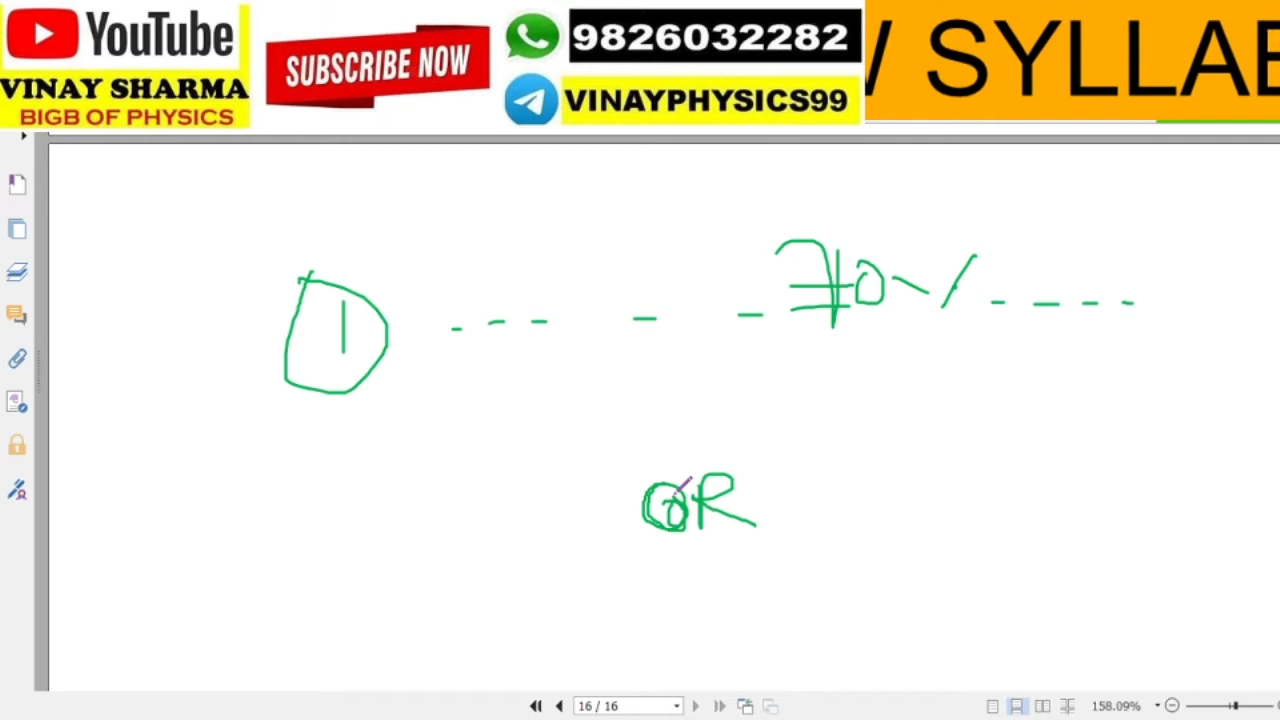 YouTube
VINAY SHARMA
BIGB OF PHYSICS
SUBSCRIBE NOW
9826032282
VINAYPHYSICS99
SYLLAB
1 --- - - 70% ----
OR
16 / 16
158.09%